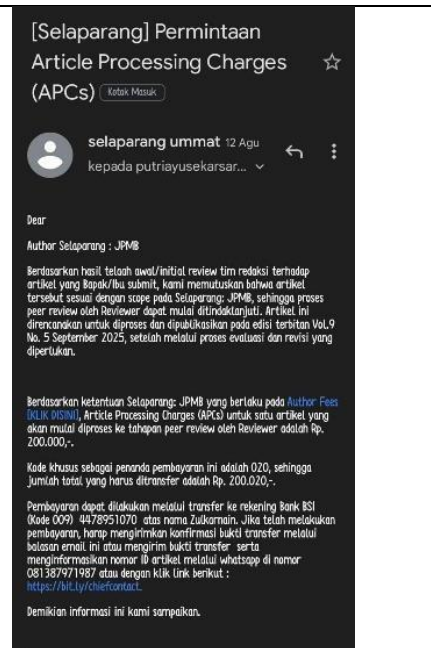 [Selaparang] Permintaan
Article Processing Charges
(APCs) Kotak Masuk
selaparang ummat 12 Agu
kepada putriayusekarsar...
Dear
Author Selaparang : JPMB
Berdasarkan hasil telaah awal/initial review tim redaksi terhadap
artikel yang Bapak/Ibu submit, kami memutuskan bahwa artikel
tersebut sesuai dengan scope pada Selaparang: JPMB, sehingga proses
peer review oleh Reviewer dapat mulai ditindaklanjuti. Artikel ini
direncanakan untuk diproses dan dipublikasikan pada edisi terbitan Vol.9
No. 5 September 2025, setelah melalui proses evaluasi dan revisi yang
diperlukan.
Berdasarkan ketentuan Selaparang: JPMB yang berlaku pada Author Fees
[KLIK DISINI], Article Processing Charges (APCs) untuk satu artikel yang
akan mulai diproses ke tahapan peer review oleh Reviewer adalah Rp.
200.000,-.
Kode khusus sebagai penanda pembayaran ini adalah 020, sehingga
jumlah total yang harus ditransfer adalah Rp. 200.020,-.
Pembayaran dapat dilakukan melalui transfer ke rekening Bank BSI
(Kode 009) 4478951070 atas nama Zulkarnain. Jika telah melakukan
pembayaran, harap mengirimkan konfirmasi bukti transfer melalui
balasan email ini atau mengirim bukti transfer serta
menginformasikan nomor ID artikel melalui whatsapp di nomor
081387971987 atau dengan klik link berikut :
https://bit.ly/chiefcontact.
Demikian informasi ini kami sampaikan.